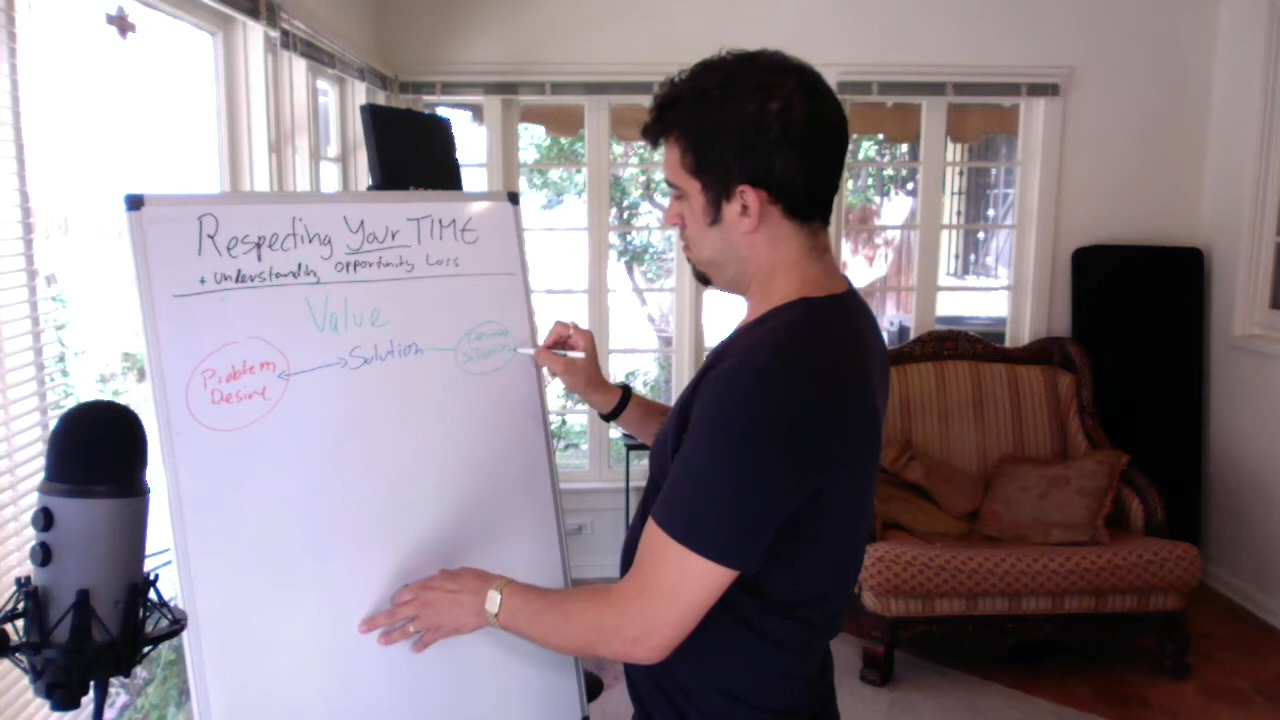 Respecting Your TIME
+ Understanding Opportunity Loss
Value
Problem
Desire
Solution